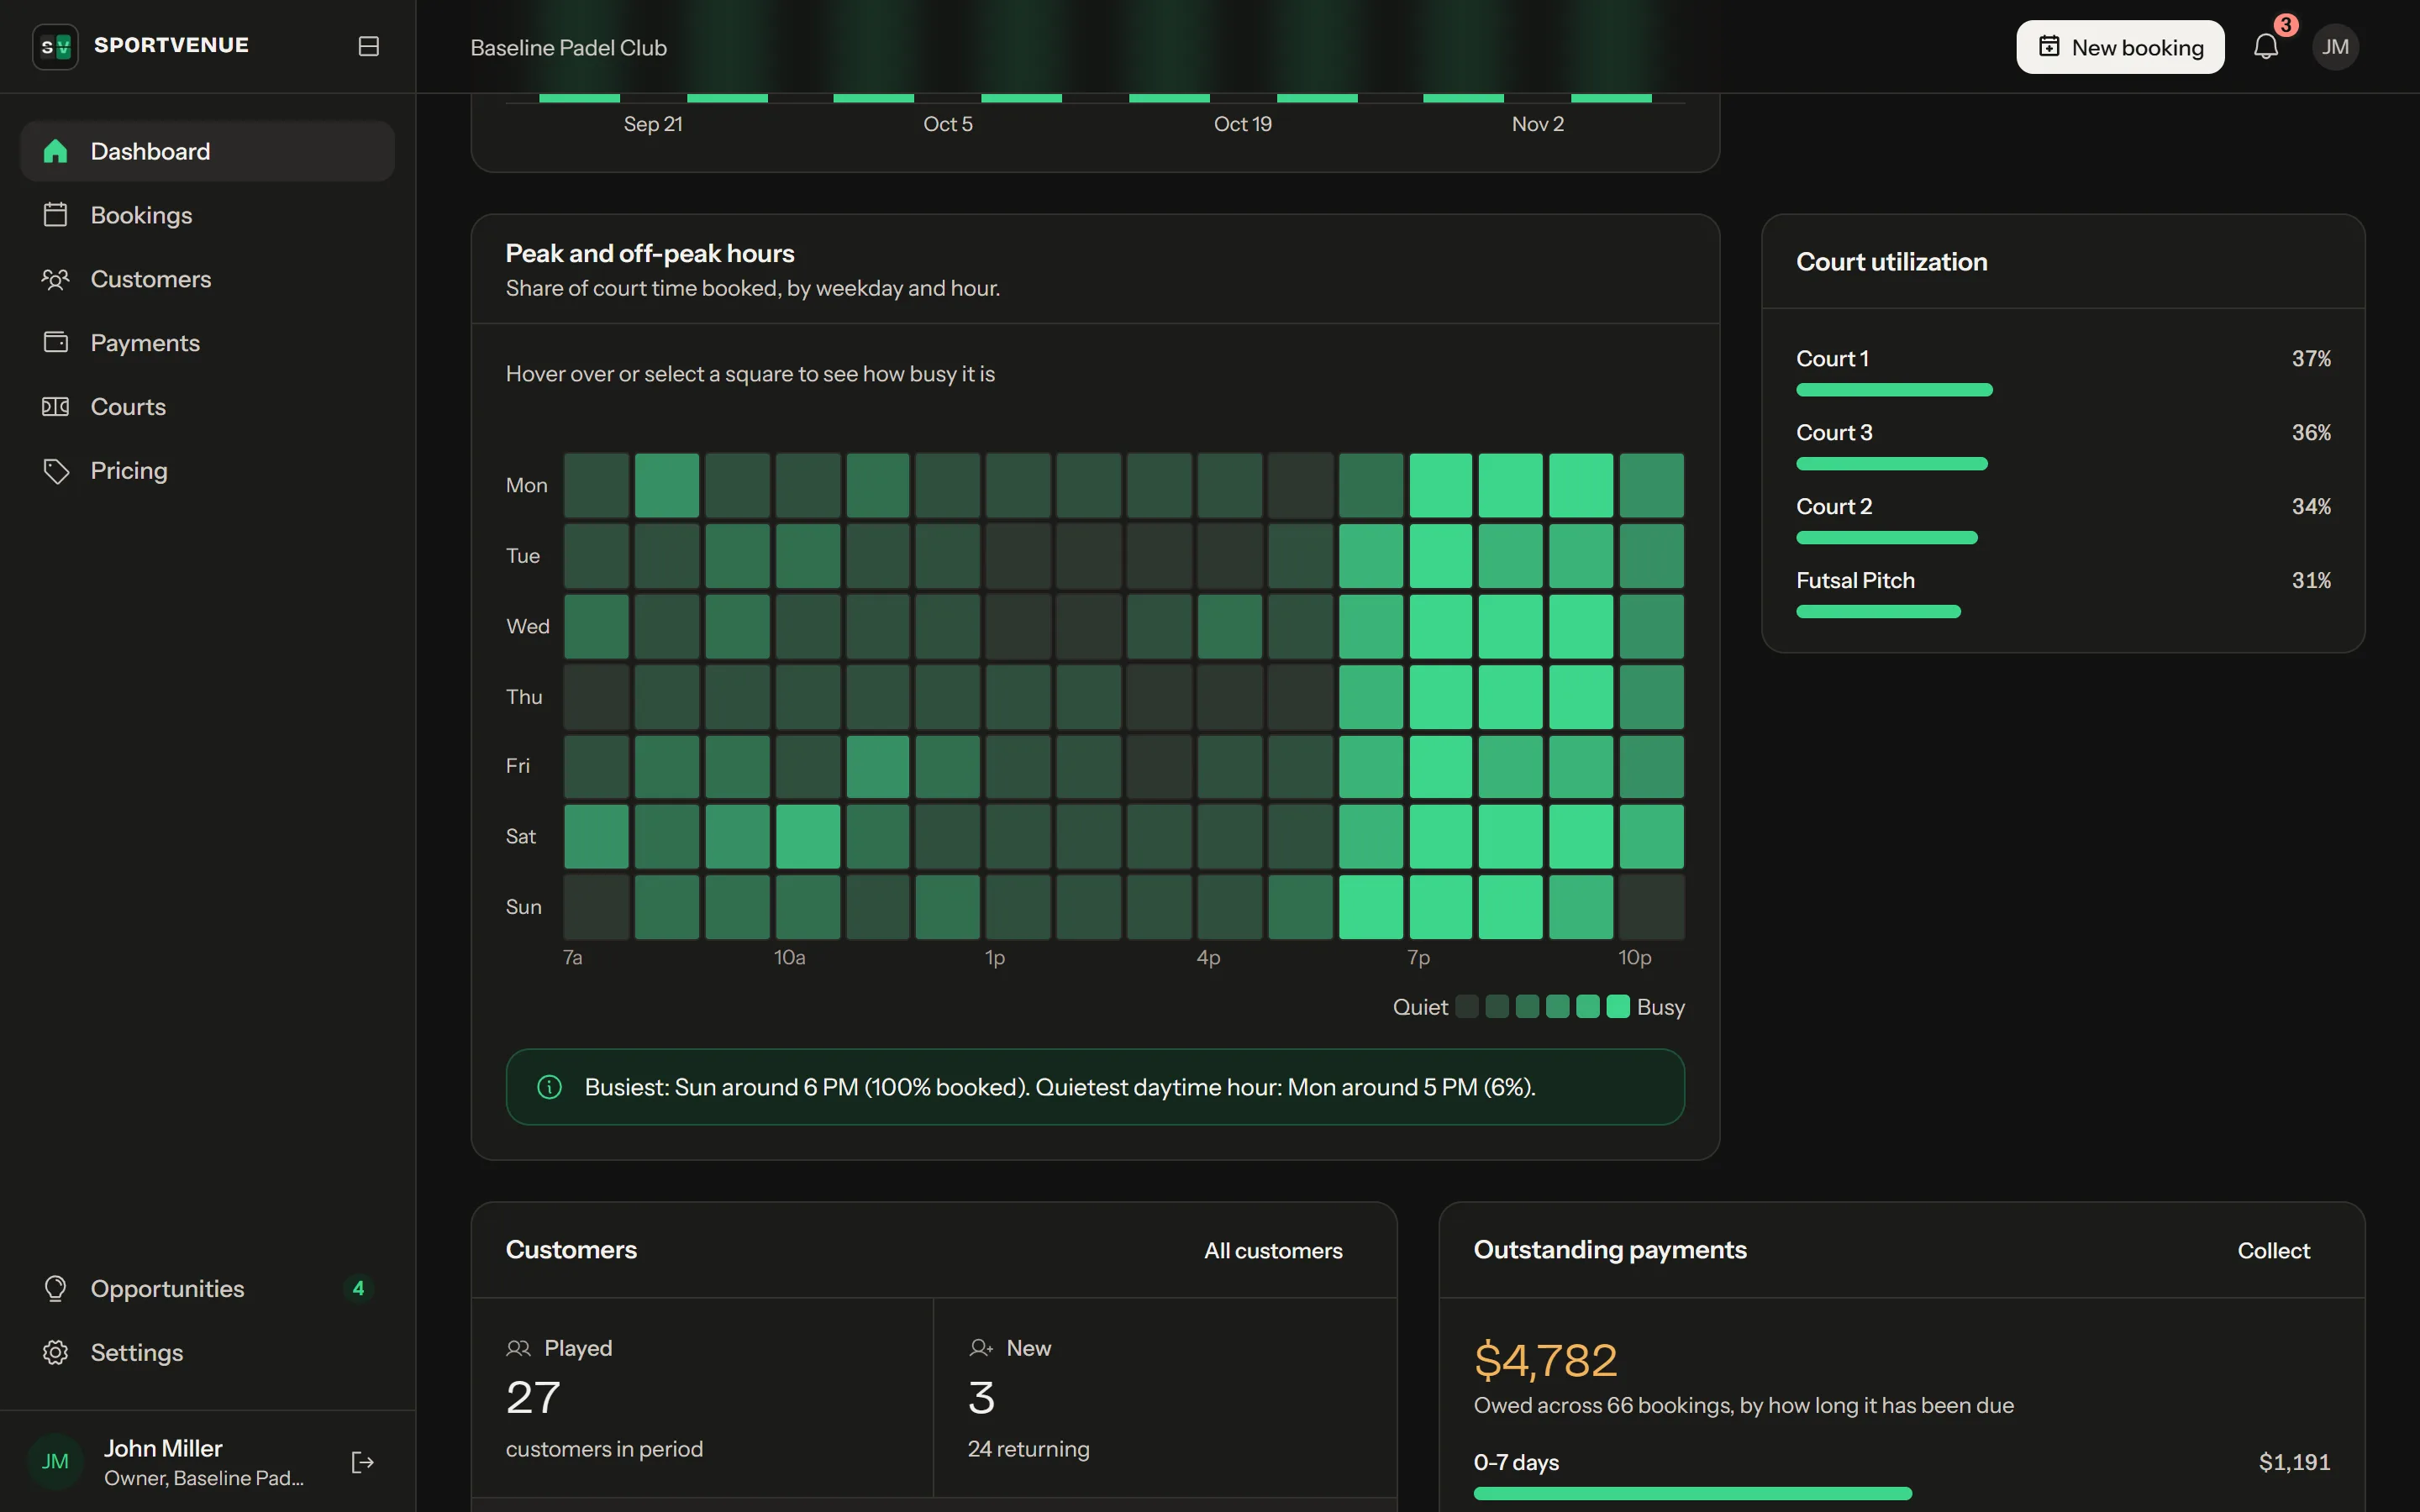 SV SPORTVENUE
Baseline Padel Club
New booking
3
JM
Dashboard
Bookings
Customers
Payments
Courts
Pricing
Opportunities 4
Settings
JM
John Miller
Owner, Baseline Pad...
Sep 21 Oct 5 Oct 19 Nov 2
Peak and off-peak hours
Share of court time booked, by weekday and hour.
Hover over or select a square to see how busy it is
Mon
Tue
Wed
Thu
Fri
Sat
Sun
7a 10a 1p 4p 7p 10p
Quiet Busy
Busiest: Sun around 6 PM (100% booked). Quietest daytime hour: Mon around 5 PM (6%).
Court utilization
Court 1 37%
Court 3 36%
Court 2 34%
Futsal Pitch 31%
Customers All customers
Played
27
customers in period
New
3
24 returning
Outstanding payments Collect
$4,782
Owed across 66 bookings, by how long it has been due
0-7 days $1,191